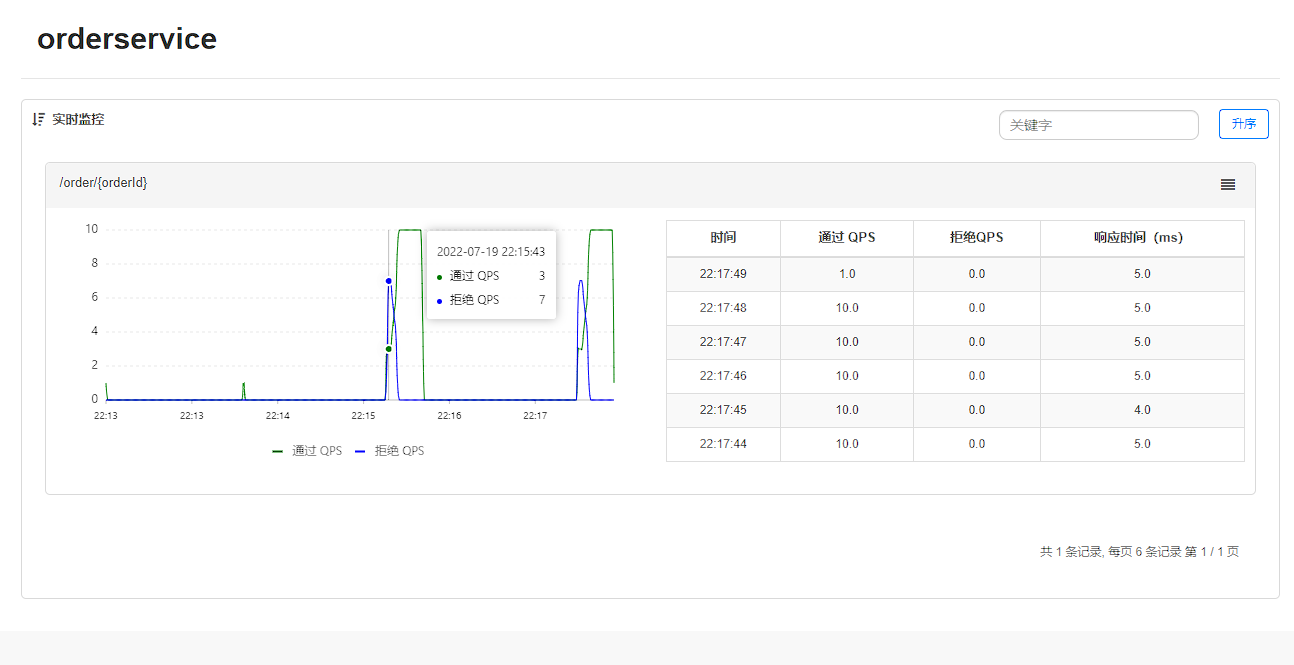 orderservice
实时监控
关键字
升序
/order/{orderId}
10
8
6
4
2
0
22:13 22:13 22:14 22:15 22:16 22:17
2022-07-19 22:15:43
通过 QPS 3
拒绝 QPS 7
通过 QPS 拒绝 QPS
时间 通过 QPS 拒绝QPS 响应时间（ms）
22:17:49 1.0 0.0 5.0
22:17:48 10.0 0.0 5.0
22:17:47 10.0 0.0 5.0
22:17:46 10.0 0.0 5.0
22:17:45 10.0 0.0 4.0
22:17:44 10.0 0.0 5.0
共 1 条记录, 每页 6 条记录 第 1 / 1 页